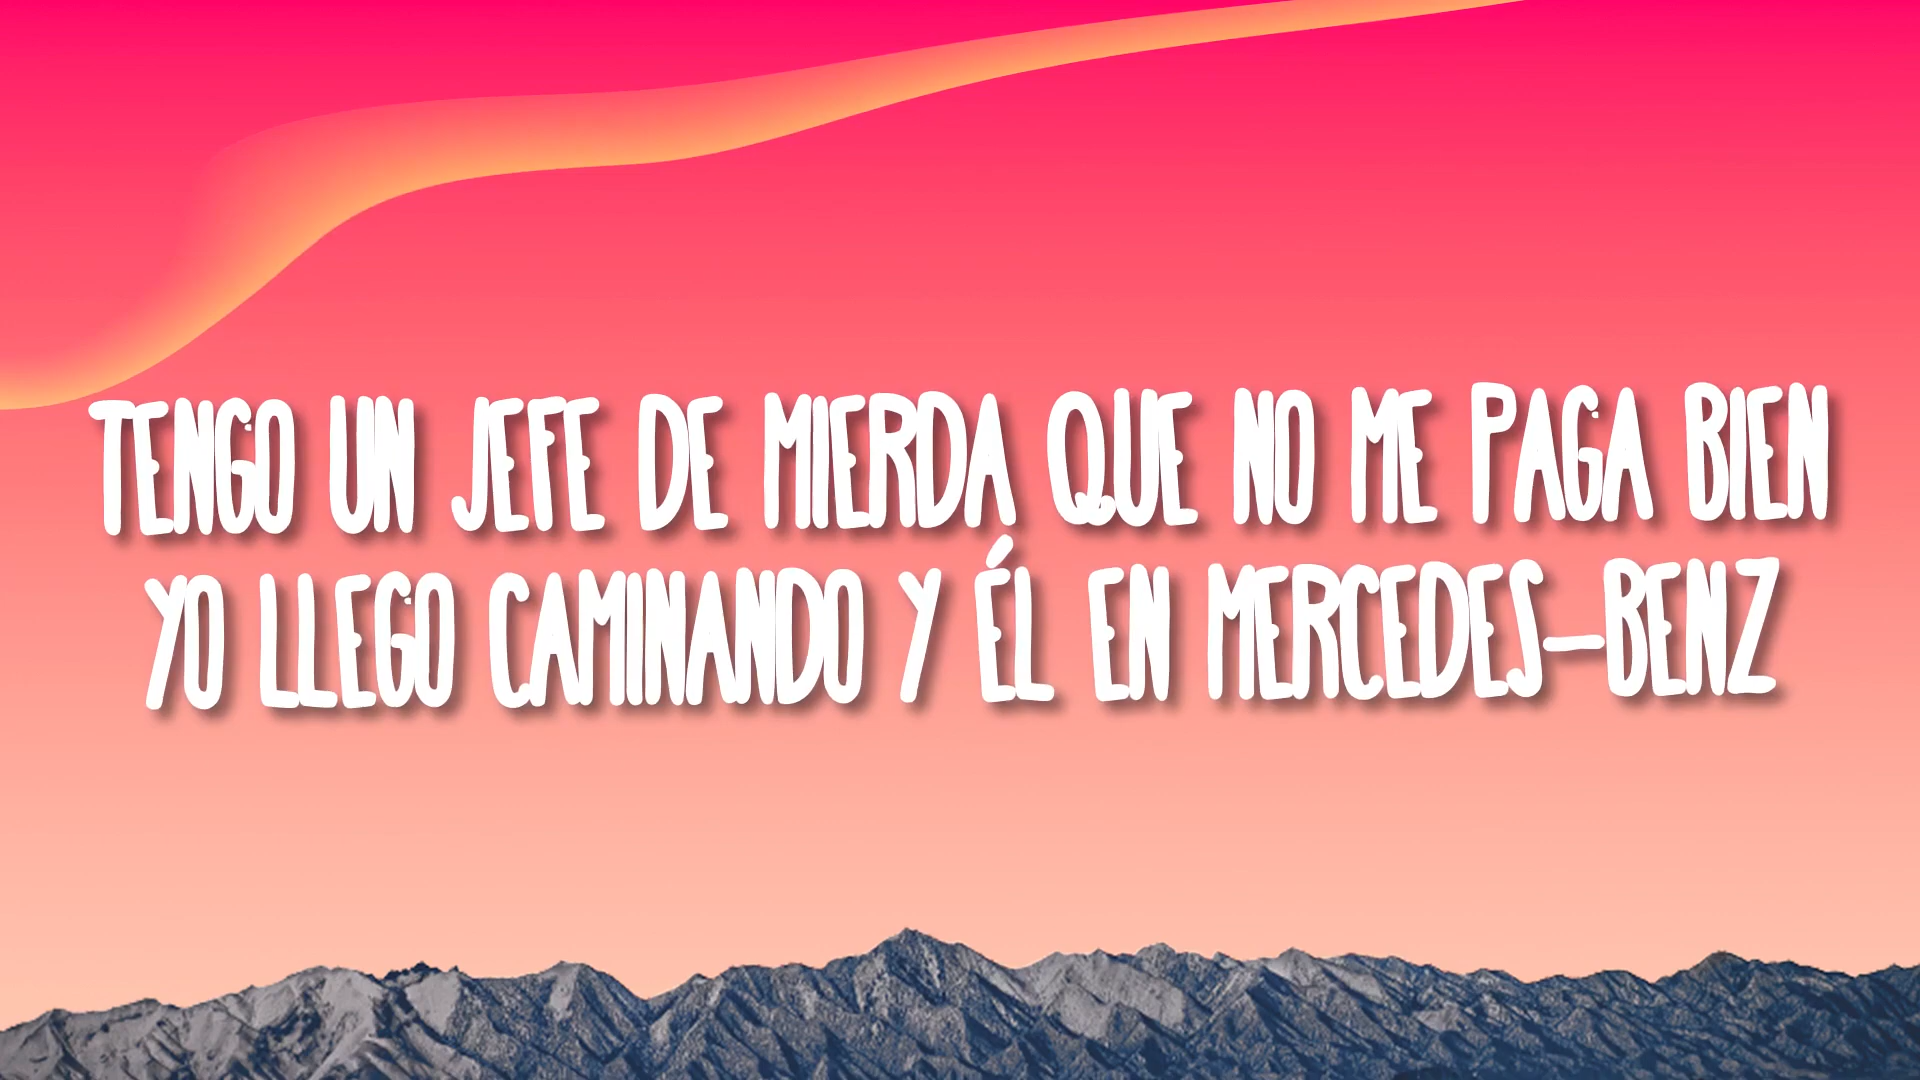 TENGO UN JEFE DE MIERDA QUE NO ME PAGA BIEN
YO LLEGO CAMINANDO Y ÉL EN MERCEDES-BENZ